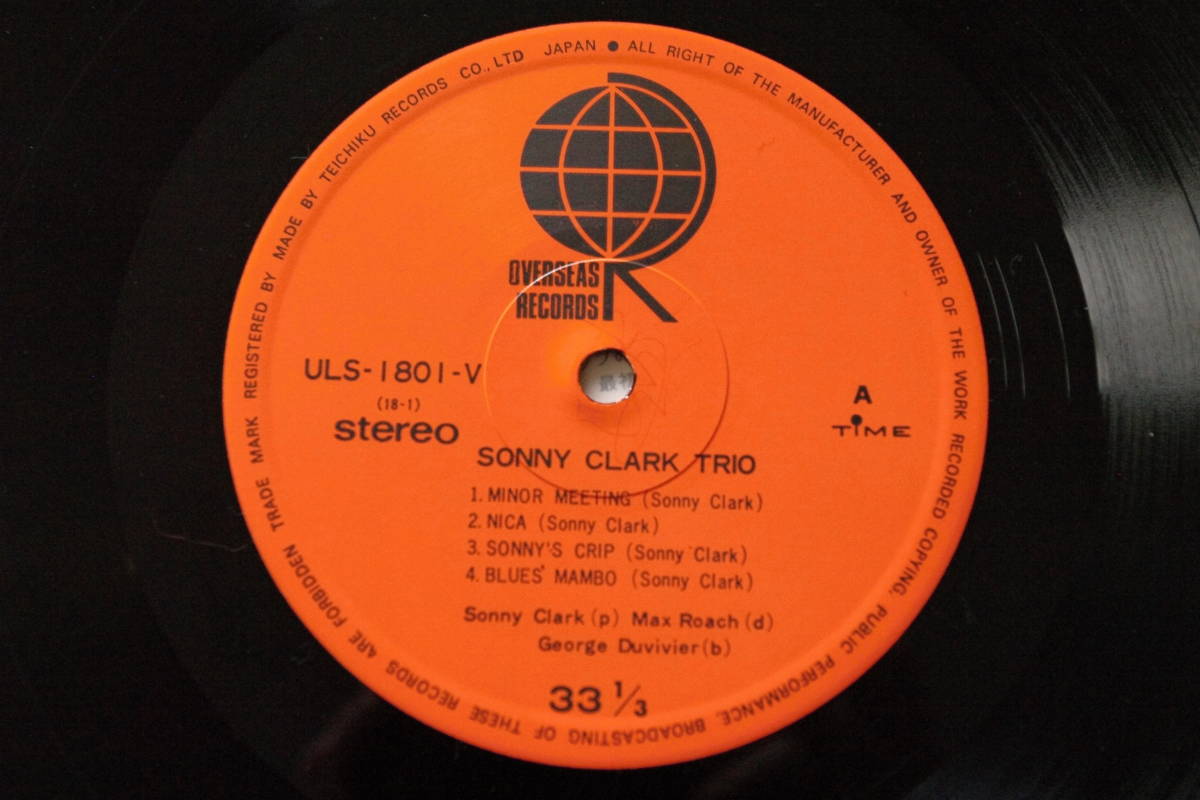 TRADE MARK REGISTERED BY MADE BY TEICHIKU RECORDS CO., LTD JAPAN ● ALL RIGHT OF THE MANUFACTURER AND OWNER OF THE WORK RECORDED COPYING, PUBLIC PERFORMANCE, BROADCASTING OF THESE RECORDS ARE FORBIDDEN
OVERSEAS
RECORDS
ULS-1801-V
(18-1)
stereo
A
TIME
SONNY CLARK TRIO
1. MINOR MEETING (Sonny Clark)
2. NICA (Sonny Clark)
3. SONNY'S CRIP (Sonny Clark)
4. BLUES' MAMBO (Sonny Clark)
Sonny Clark (p) Max Roach (d)
George Duvivier (b)
33 1/3